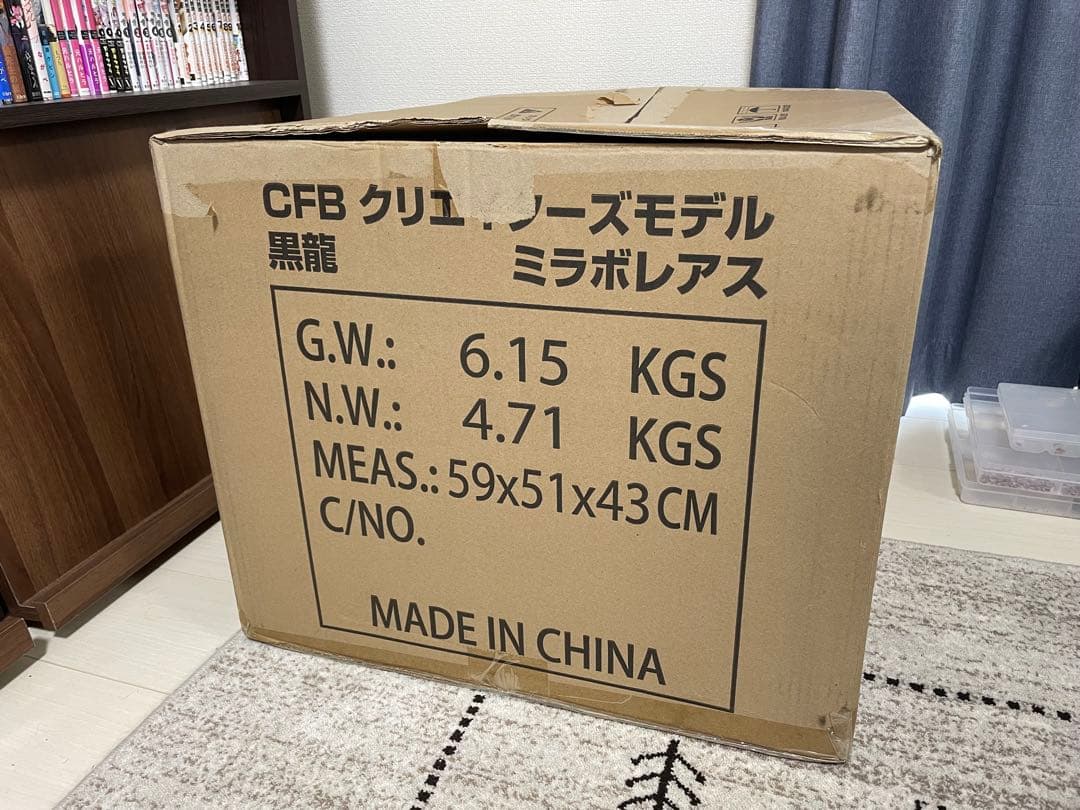 CFB クリエ ターズモデル
黒龍 ミラボレアス
G.W.: 6.15 KGS
N.W.: 4.71 KGS
MEAS.: 59x51x43 CM
C/NO.
MADE IN CHINA